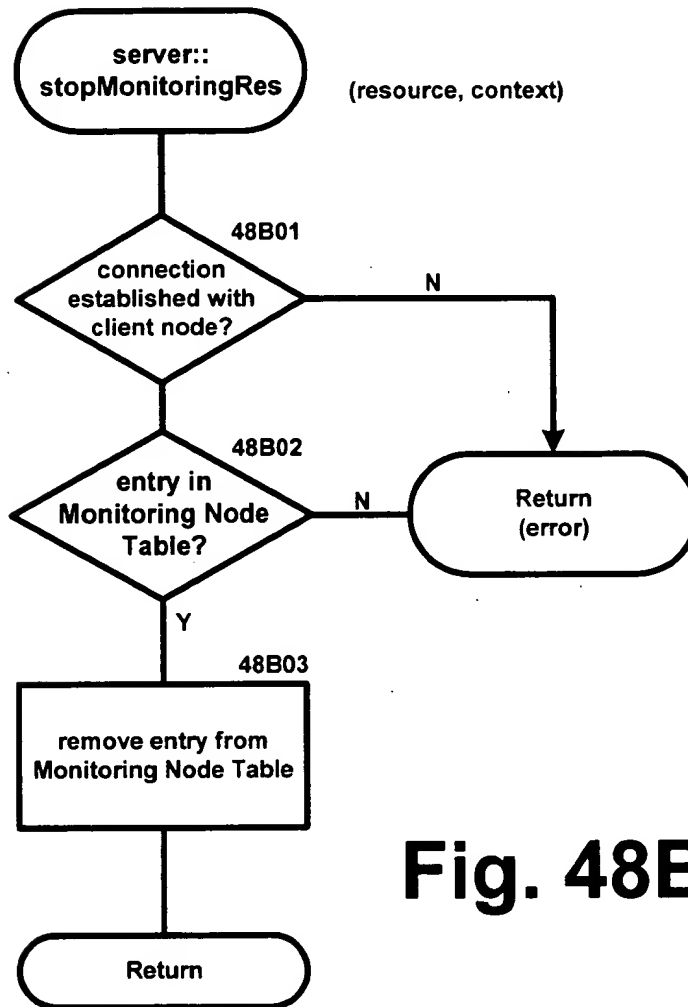 server::
stopMonitoringRes
(resource, context)
48B01
connection
established with
client node?
N
48B02
entry in
Monitoring Node
Table?
N
Return
(error)
Y
48B03
remove entry from
Monitoring Node Table
Return
Fig. 48B